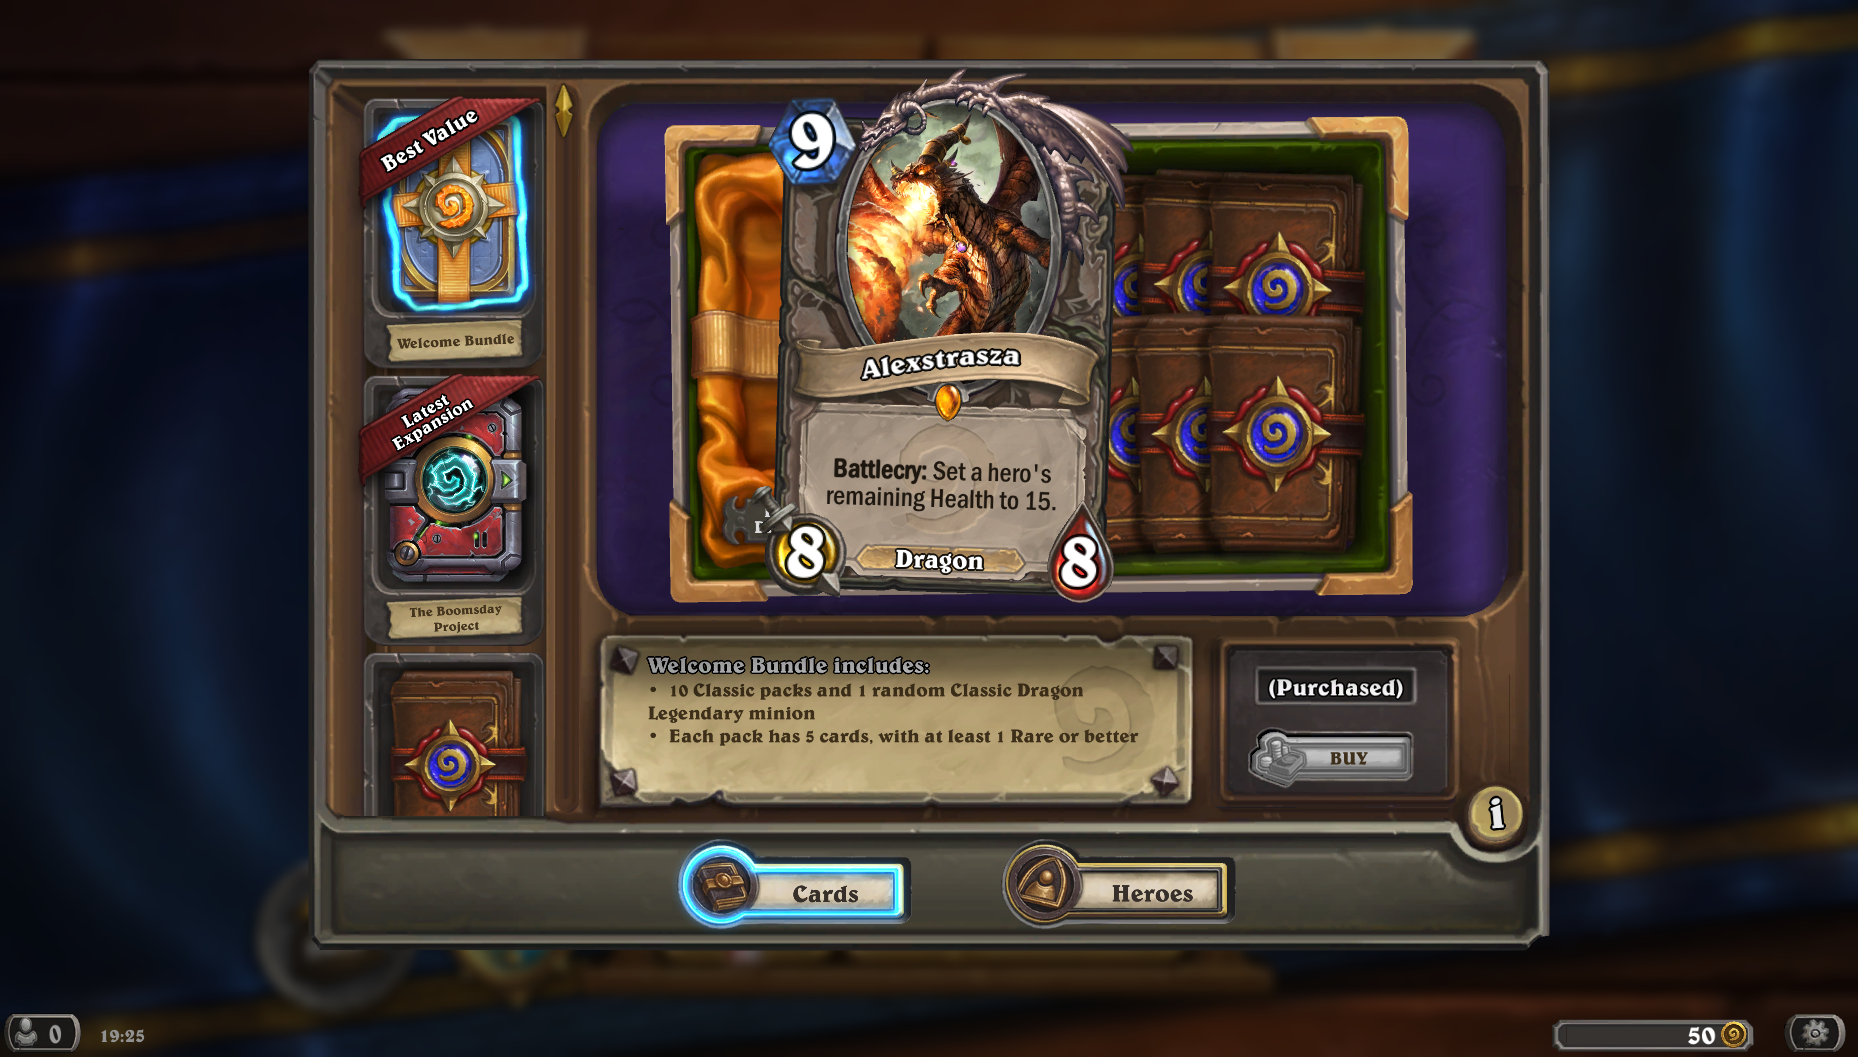 Best Value
Welcome Bundle
Latest
Expansion
The Boomsday
Project
9
Alexstrasza
Battlecry: Set a hero's
remaining Health to 15.
8
Dragon
8
Welcome Bundle includes:
• 10 Classic packs and 1 random Classic Dragon
Legendary minion
• Each pack has 5 cards, with at least 1 Rare or better
(Purchased)
BUY
i
Cards
Heroes
0
19:25
50